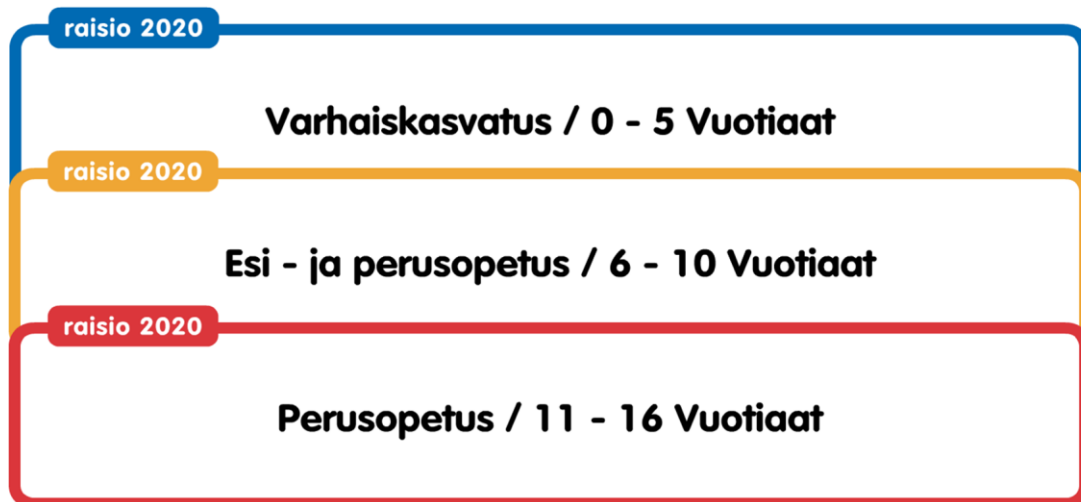 raisio 2020
Varhaiskasvatus / 0 - 5 Vuotiaat
raisio 2020
Esi - ja perusopetus / 6 - 10 Vuotiaat
raisio 2020
Perusopetus / 11 - 16 Vuotiaat